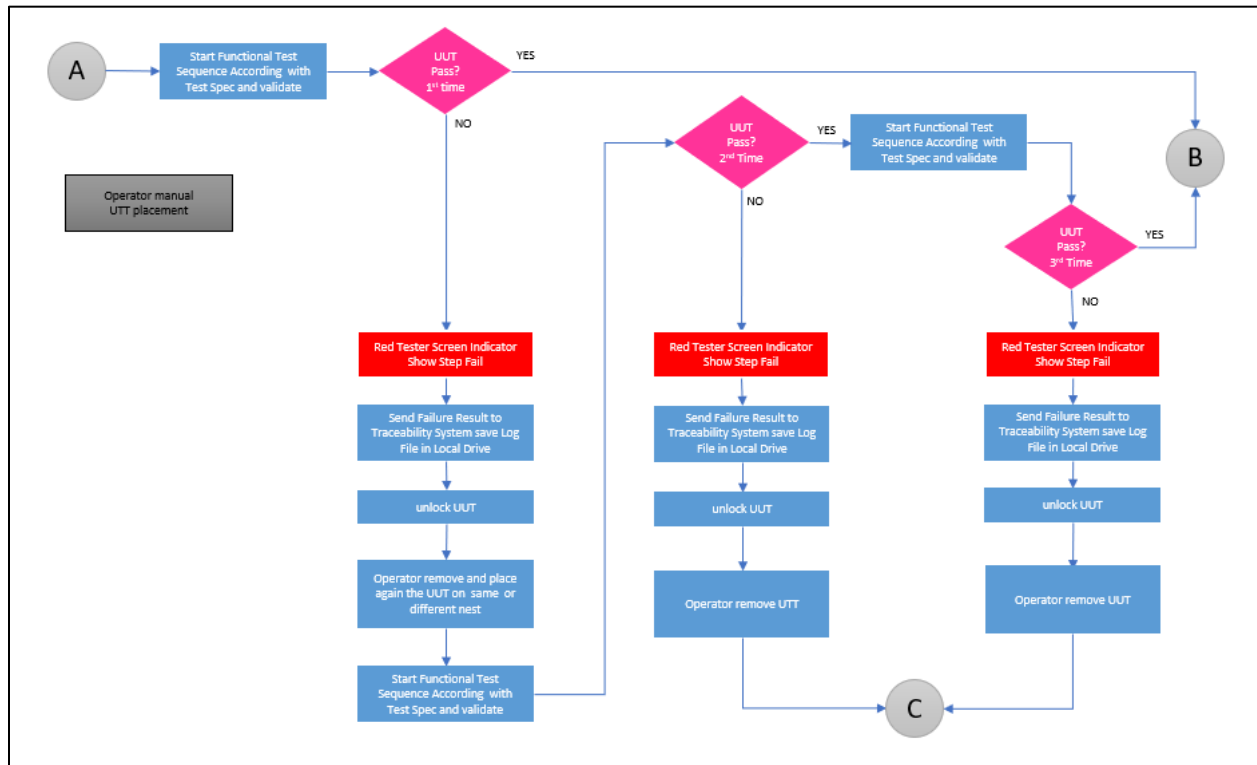 A
Start Functional Test
Sequence According with
Test Spec and validate
UUT
Pass?
1st time
YES
NO
Operator manual
UTT placement
UUT
Pass?
2nd Time
YES
NO
Start Functional Test
Sequence According with
Test Spec and validate
B
UUT
Pass?
3rd Time
YES
NO
Red Tester Screen Indicator
Show Step Fail
Send Failure Result to
Traceability System save Log
File in Local Drive
unlock UUT
Operator remove and place
again the UUT on same or
different nest
Start Functional Test
Sequence According with
Test Spec and validate
Red Tester Screen Indicator
Show Step Fail
Send Failure Result to
Traceability System save Log
File in Local Drive
unlock UUT
Operator remove UTT
Red Tester Screen Indicator
Show Step Fail
Send Failure Result to
Traceability System save Log
File in Local Drive
unlock UUT
Operator remove UUT
C